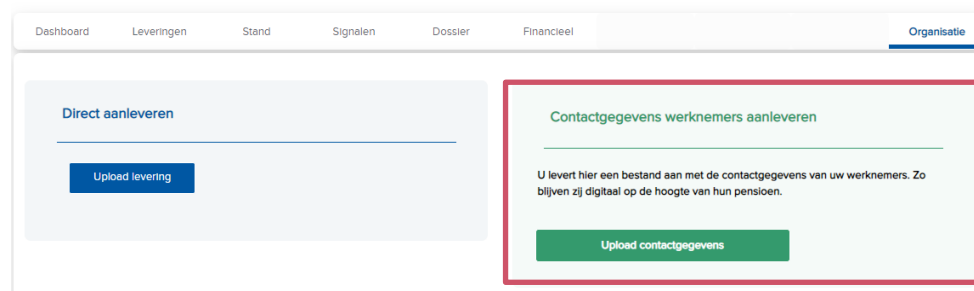 Dashboard Leveringen Stand Signalen Dossier Financieel Organisatie
Direct aanleveren
Upload levering
Contactgegevens werknemers aanleveren
U levert hier een bestand aan met de contactgegevens van uw werknemers. Zo
blijven zij digitaal op de hoogte van hun pensioen.
Upload contactgegevens